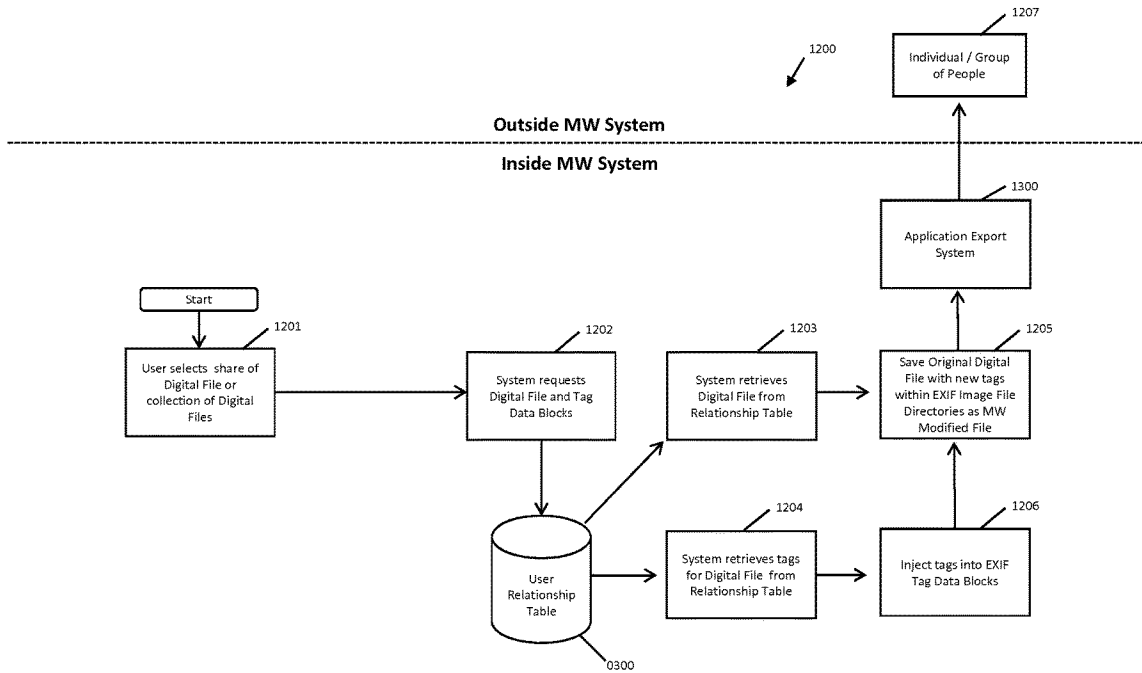 1207
Individual / Group
of People
1200
Outside MW System
Inside MW System
1300
Application Export
System
Start
1201
User selects share of
Digital File or
collection of Digital
Files
1202
System requests
Digital File and Tag
Data Blocks
1203
System retrieves
Digital File from
Relationship Table
1205
Save Original Digital
File with new tags
within EXIF Image File
Directories as MW
Modified File
User
Relationship
Table
0300
1204
System retrieves tags
for Digital File from
Relationship Table
1206
Inject tags into EXIF
Tag Data Blocks